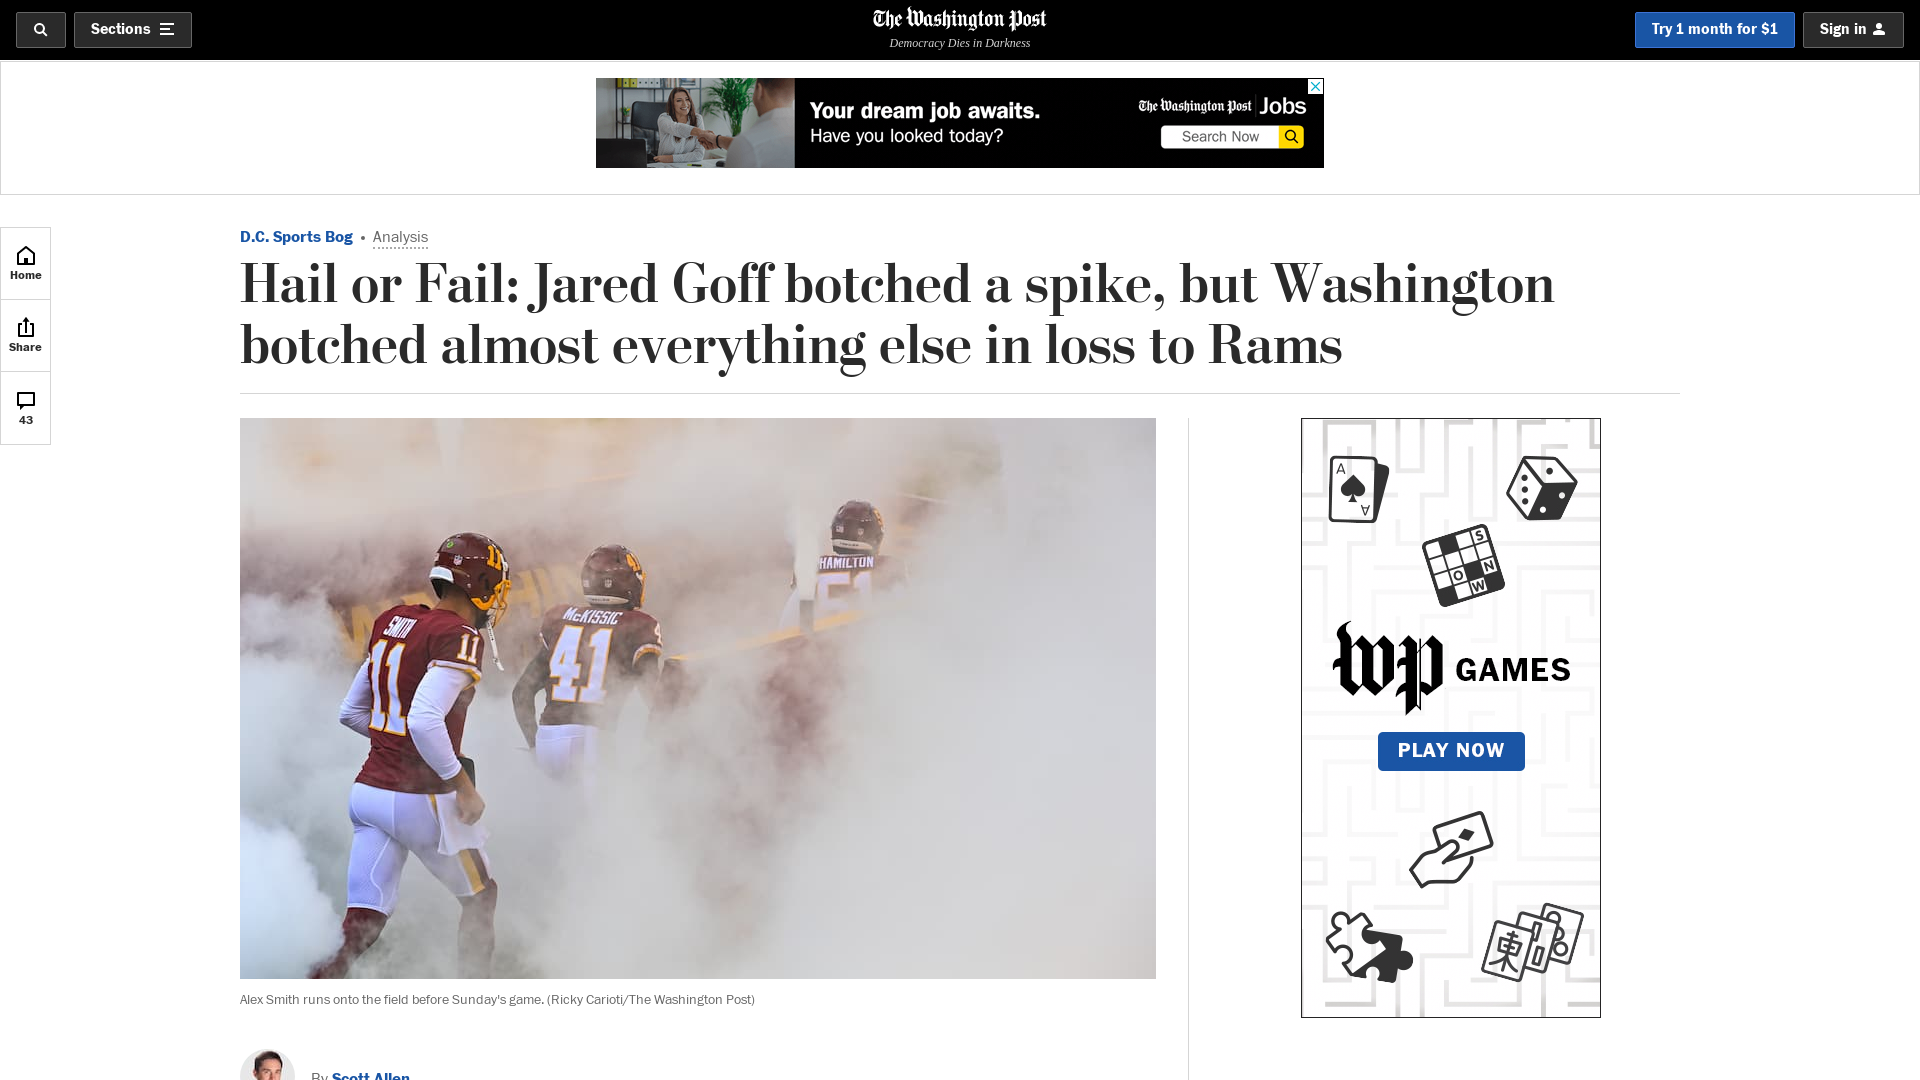 Sections
The Washington Post
Democracy Dies in Darkness
Try 1 month for $1
Sign in
Your dream job awaits.
Have you looked today?
The Washington Post Jobs
Search Now
Home
Share
43
D.C. Sports Bog • Analysis
Hail or Fail: Jared Goff botched a spike, but Washington
botched almost everything else in loss to Rams
SMITH
11
11
McKISSIC
41
HAMILTON
51
Alex Smith runs onto the field before Sunday's game. (Ricky Carioti/The Washington Post)
By Scott Allen
A
A
S
O N
W
wp GAMES
PLAY NOW
東